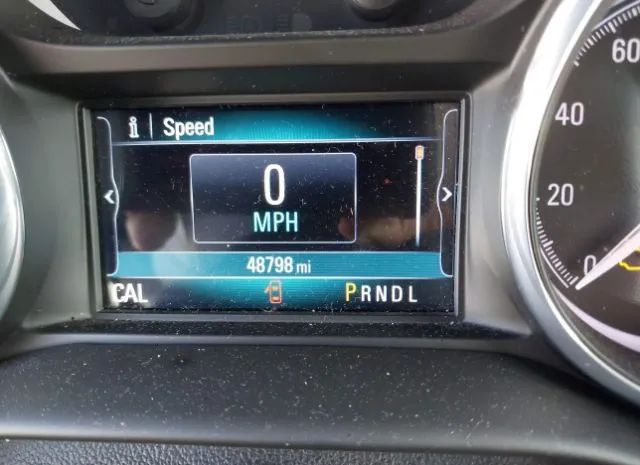 i | Speed
0
MPH
48798 mi
CAL
PRNDL
60
40
20
0